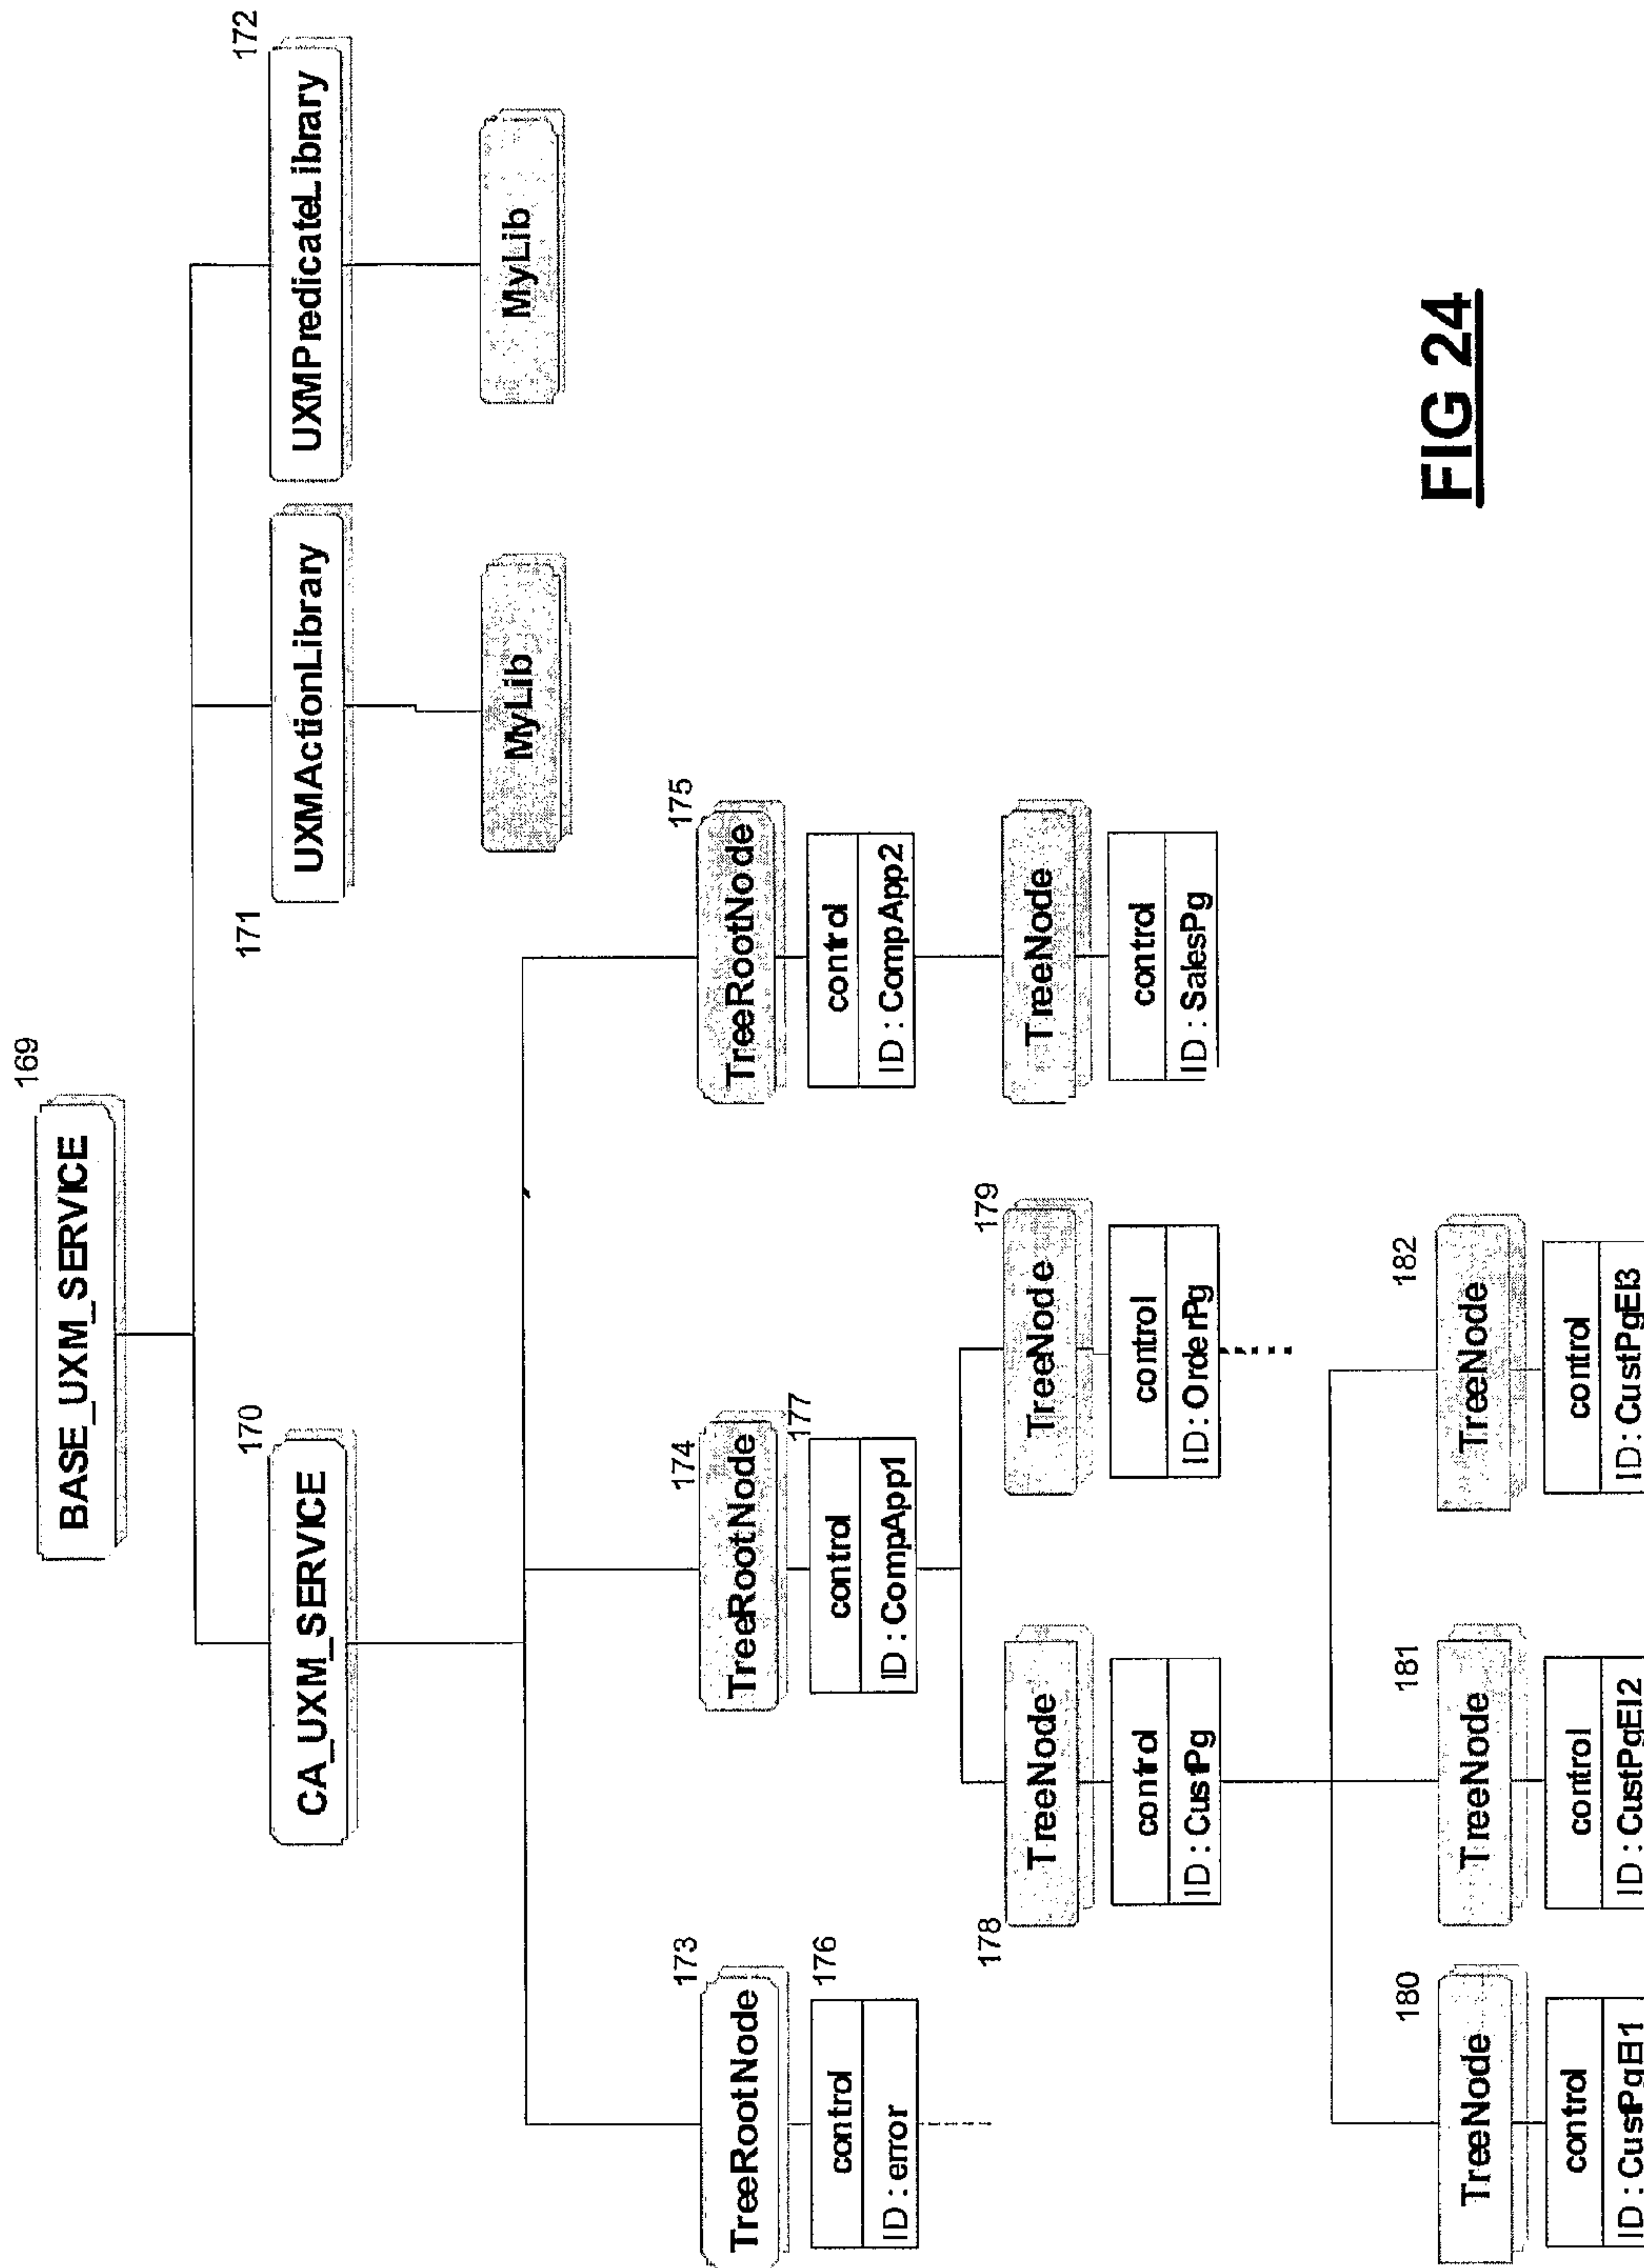 169
BASE_UXM_SERVICE
170
CA_UXM_SERVICE
171
UXMActionLibrary
172
UXMPredicateLibrary
MyLib
MyLib
173
TreeRootNode
174
TreeRootNode
175
TreeRootNode
176
control
ID : error
177
control
ID : CompApp1
control
ID : CompApp2
178
TreeNode
179
TreeNode
TreeNode
control
ID : CustPg
control
ID : OrderPg
control
ID : SalesPg
180
TreeNode
181
TreeNode
182
TreeNode
control
ID : CustPgEl1
control
ID : CustPgEl2
control
ID : CustPgEl3
FIG 24